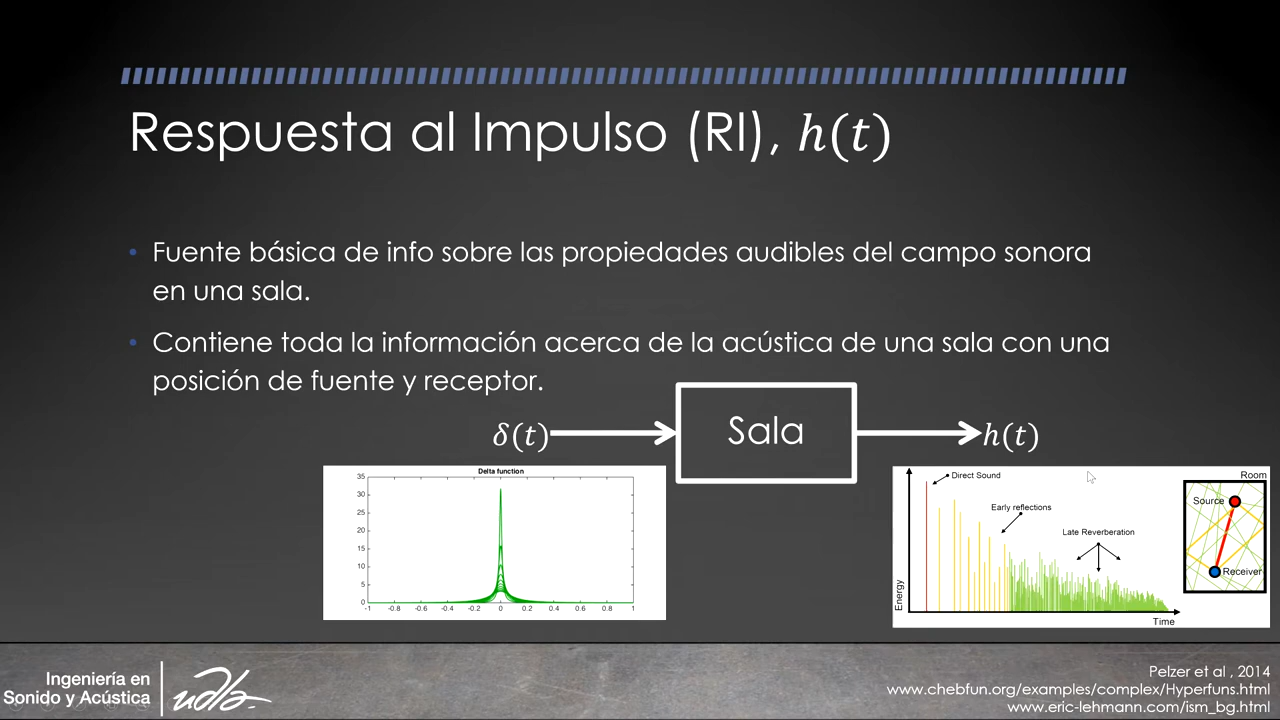 Respuesta al Impulso (RI), h(t)
• Fuente básica de info sobre las propiedades audibles del campo sonora
en una sala.
• Contiene toda la información acerca de la acústica de una sala con una
posición de fuente y receptor.
δ(t)
Sala
h(t)
Delta function
35
30
25
20
15
10
5
0
-1 -0.8 -0.6 -0.4 -0.2 0 0.2 0.4 0.6 0.8 1
Direct Sound
Early reflections
Late Reverberation
Energy
Time
Room
Source
Receiver
Ingeniería en
Sonido y Acústica
udla
Pelzer et al , 2014
www.chebfun.org/examples/complex/Hyperfuns.html
www.eric-lehmann.com/ism_bg.html